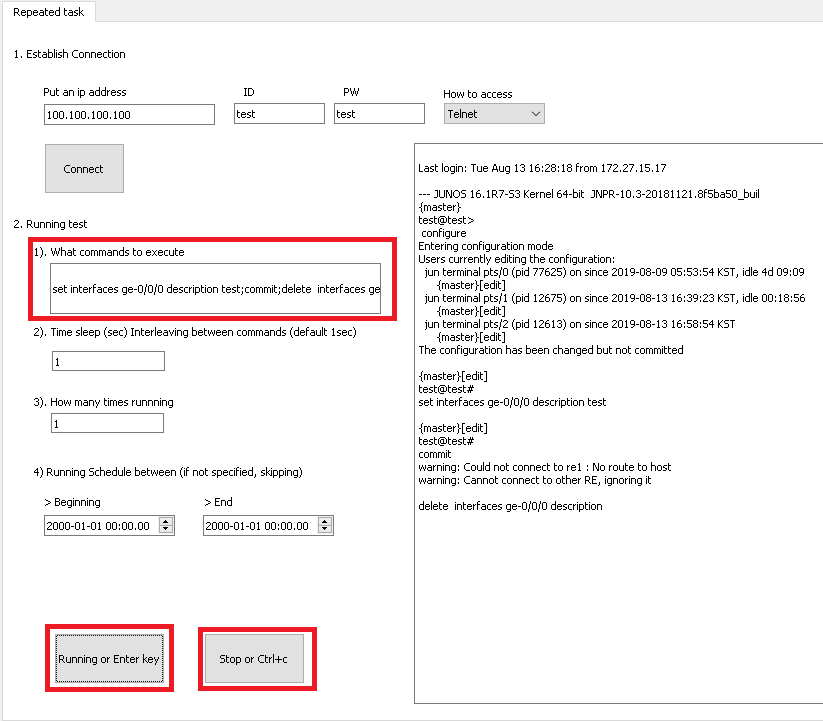 Repeated task
1. Establish Connection
Put an ip address
ID
PW
How to access
100.100.100.100
test
test
Telnet
Connect
2. Running test
1). What commands to execute
set interfaces ge-0/0/0 description test;commit;delete  interfaces ge
2). Time sleep (sec) Interleaving between commands (default 1sec)
1
3). How many times runnning
1
4) Running Schedule between (if not specified, skipping)
> Beginning
> End
2000-01-01 00:00.00
2000-01-01 00:00.00
Running or Enter key
Stop or Ctrl+c
Last login: Tue Aug 13 16:28:18 from 172.27.15.17
--- JUNOS 16.1R7-S3 Kernel 64-bit  JNPR-10.3-20181121.8f5ba50_buil
{master}
test@test>
configure
Entering configuration mode
Users currently editing the configuration:
jun terminal pts/0 (pid 77625) on since 2019-08-09 05:53:54 KST, idle 4d 09:09
{master}[edit]
jun terminal pts/1 (pid 12675) on since 2019-08-13 16:39:23 KST, idle 00:18:56
{master}[edit]
jun terminal pts/2 (pid 12613) on since 2019-08-13 16:58:54 KST
{master}[edit]
The configuration has been changed but not committed
{master}[edit]
test@test#
set interfaces ge-0/0/0 description test
{master}[edit]
test@test#
commit
warning: Could not connect to re1 : No route to host
warning: Cannot connect to other RE, ignoring it
delete  interfaces ge-0/0/0 description